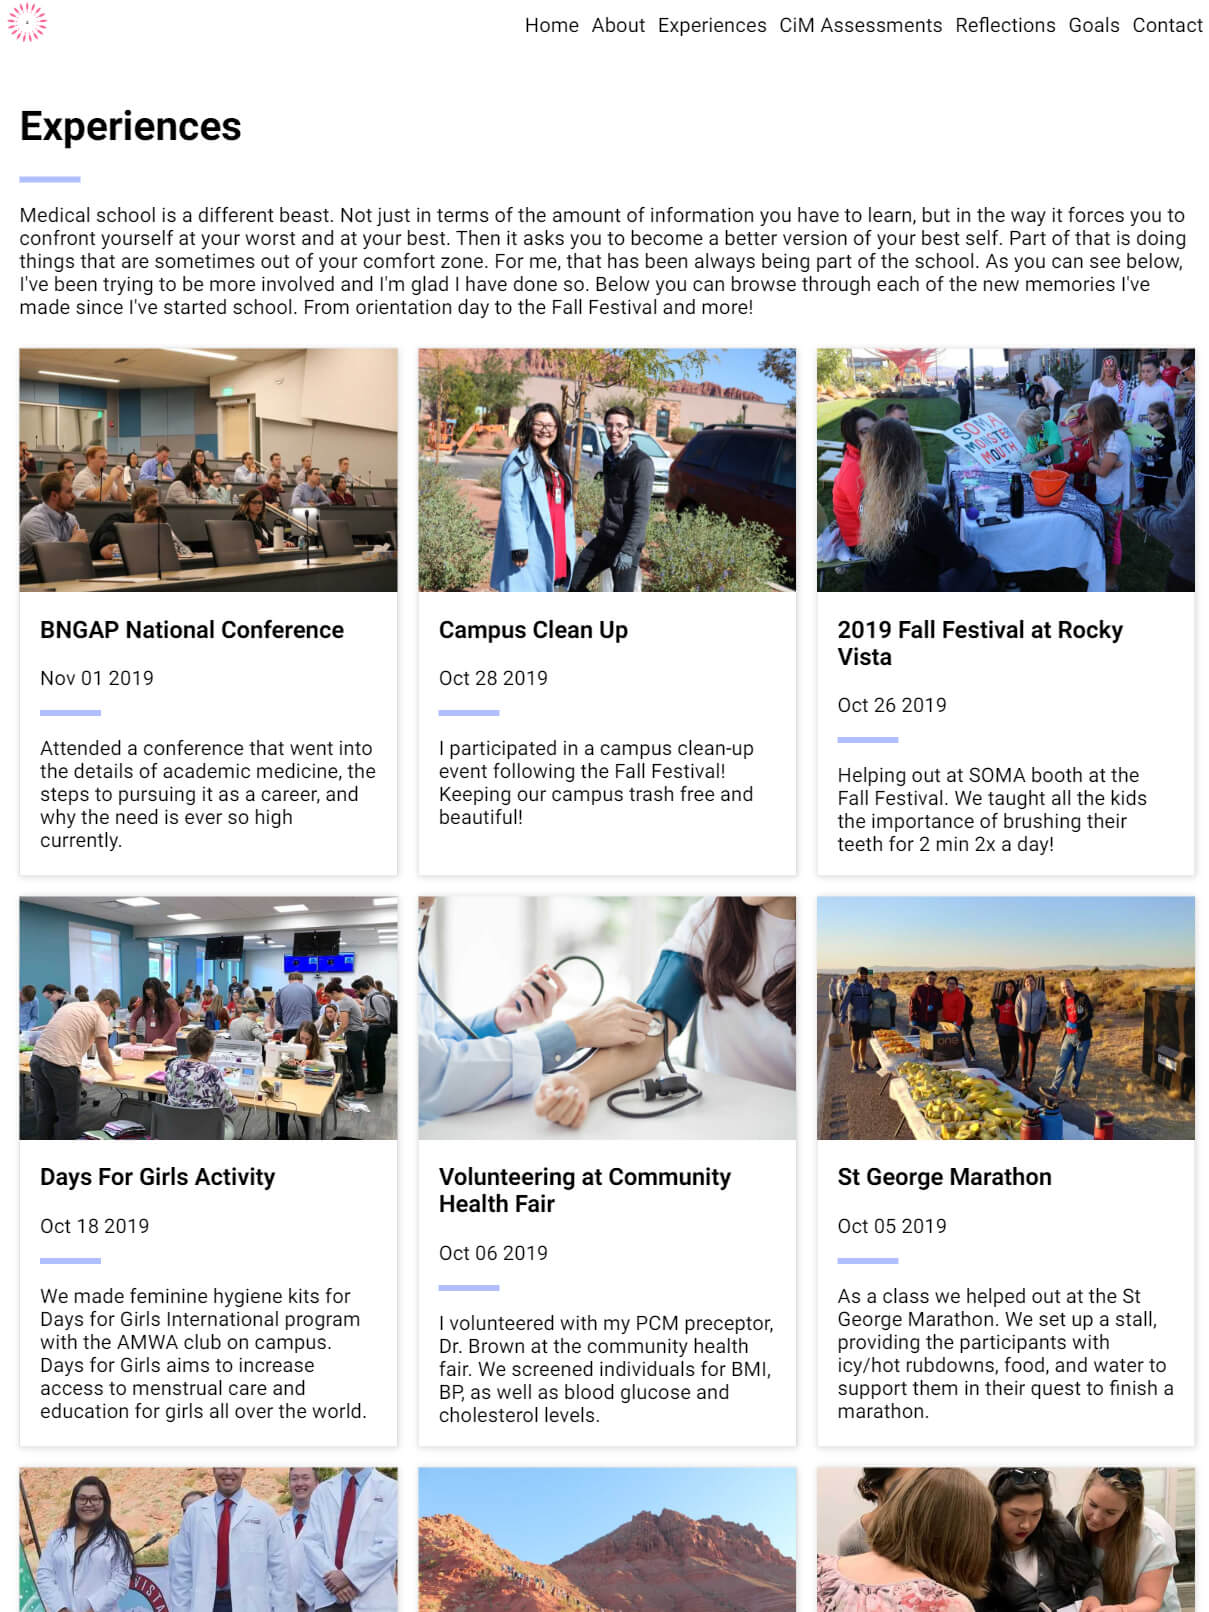 Home About Experiences CiM Assessments Reflections Goals Contact
Experiences
Medical school is a different beast. Not just in terms of the amount of information you have to learn, but in the way it forces you to
confront yourself at your worst and at your best. Then it asks you to become a better version of your best self. Part of that is doing
things that are sometimes out of your comfort zone. For me, that has been always being part of the school. As you can see below,
I've been trying to be more involved and I'm glad I have done so. Below you can browse through each of the new memories I've
made since I've started school. From orientation day to the Fall Festival and more!
SOMA
MONSTER
MOUTH
BNGAP National Conference
Nov 01 2019
Attended a conference that went into
the details of academic medicine, the
steps to pursuing it as a career, and
why the need is ever so high
currently.
Campus Clean Up
Oct 28 2019
I participated in a campus clean-up
event following the Fall Festival!
Keeping our campus trash free and
beautiful!
2019 Fall Festival at Rocky
Vista
Oct 26 2019
Helping out at SOMA booth at the
Fall Festival. We taught all the kids
the importance of brushing their
teeth for 2 min 2x a day!
one
Days For Girls Activity
Oct 18 2019
We made feminine hygiene kits for
Days for Girls International program
with the AMWA club on campus.
Days for Girls aims to increase
access to menstrual care and
education for girls all over the world.
Volunteering at Community
Health Fair
Oct 06 2019
I volunteered with my PCM preceptor,
Dr. Brown at the community health
fair. We screened individuals for BMI,
BP, as well as blood glucose and
cholesterol levels.
St George Marathon
Oct 05 2019
As a class we helped out at the St
George Marathon. We set up a stall,
providing the participants with
icy/hot rubdowns, food, and water to
support them in their quest to finish a
marathon.
VISTA